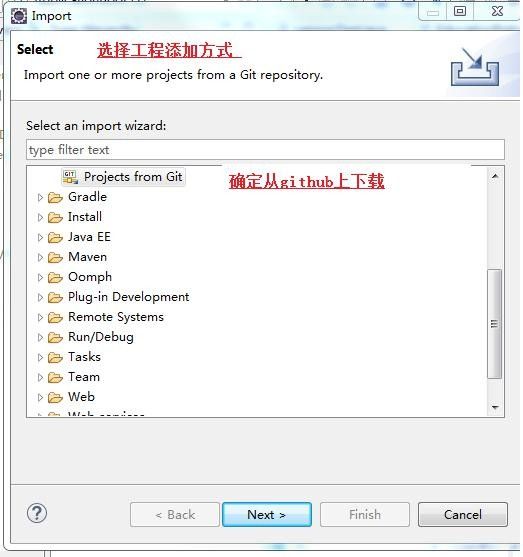 Import
Select
选择工程添加方式
Import one or more projects from a Git repository.
Select an import wizard:
type filter text
GIT Projects from Git
确定从github上下载
Gradle
Install
Java EE
Maven
Oomph
Plug-in Development
Remote Systems
Run/Debug
Tasks
Team
Web
Web services
< Back
Next >
Finish
Cancel